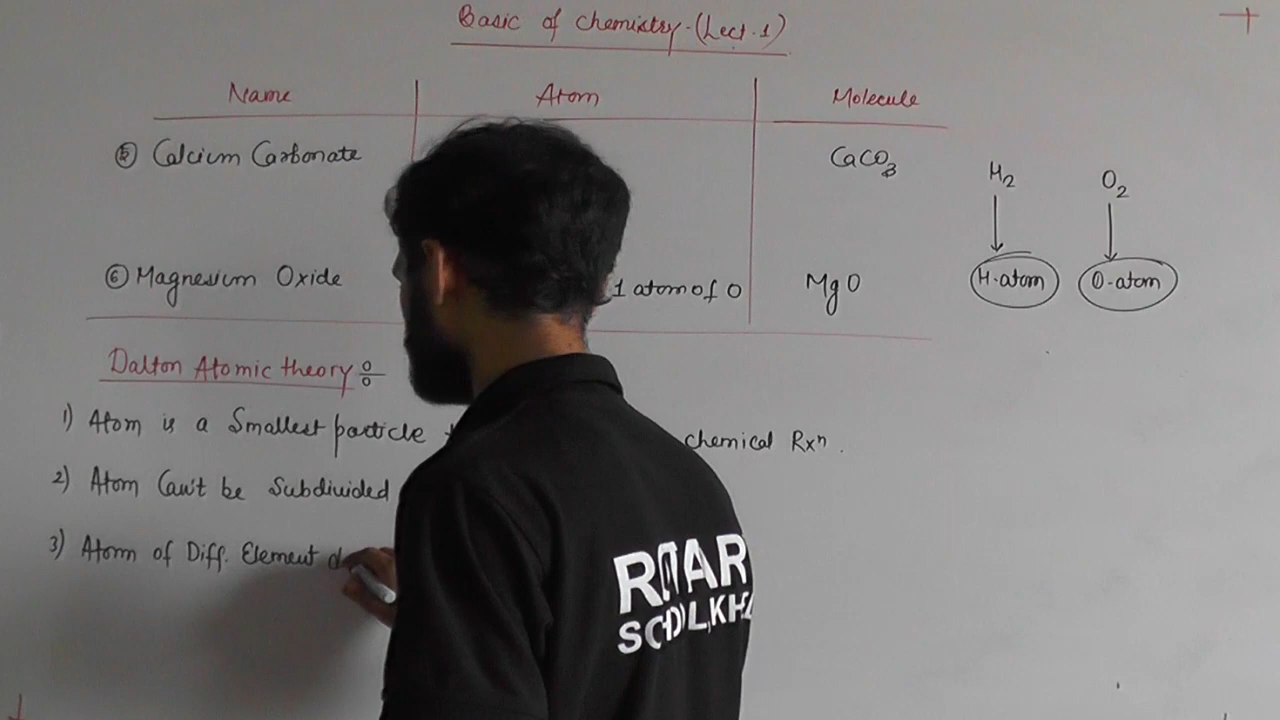 Basic of chemistry-(Lect.1)
Name Atom Molecule
⑤ Calcium Carbonate CaCO3
H2 O2
⑥ Magnesium Oxide 1 atom of O MgO
H-atom O-atom
Dalton Atomic theory
1) Atom is a Smallest particle chemical Rxn.
2) Atom Can't be Subdivided
3) Atom of Diff. Element